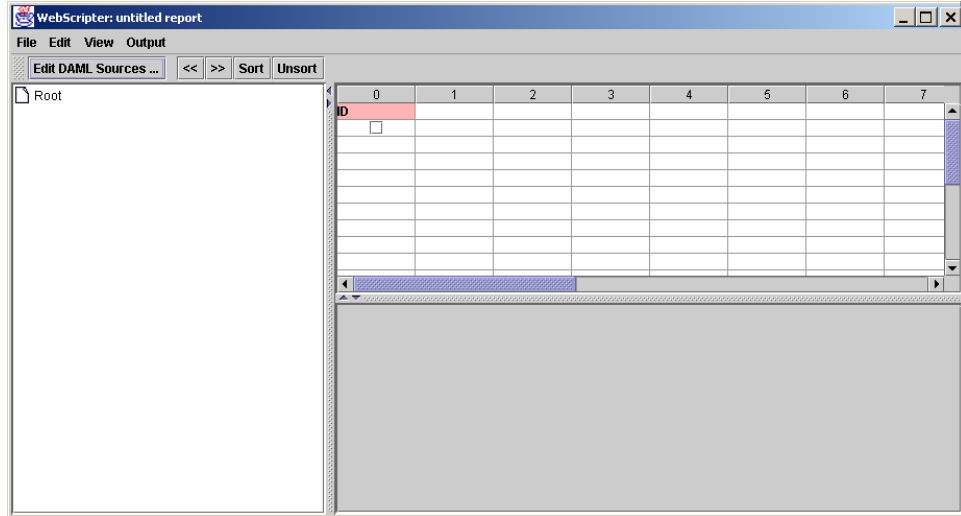 WebScripter: untitled report
File Edit View Output
Edit DAML Sources ... << >> Sort Unsort
Root
0 1 2 3 4 5 6 7
ID